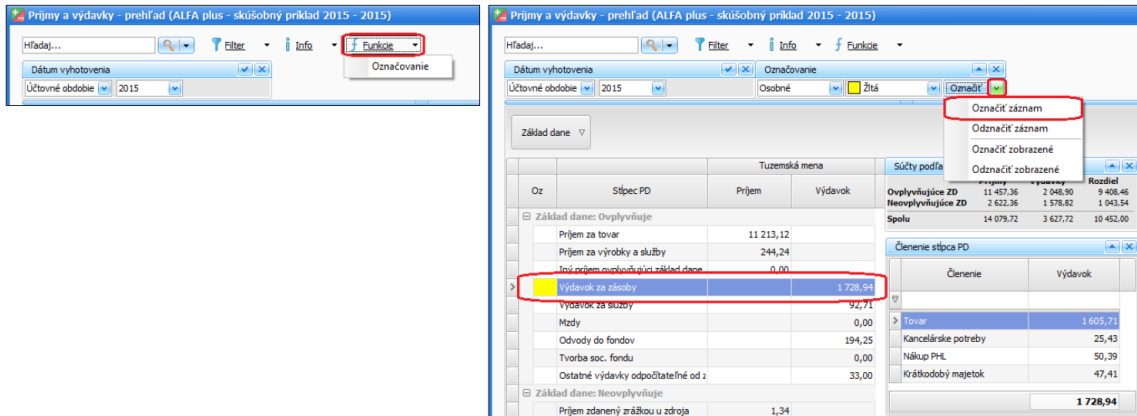 Príjmy a výdavky - prehľad (ALFA plus - skúšobný príklad 2015 - 2015)
Hľadaj...
Filter
Info
Funkcie
Označovanie
Dátum vyhotovenia
Účtovné obdobie
2015
Príjmy a výdavky - prehľad (ALFA plus - skúšobný príklad 2015 - 2015)
Hľadaj...
Filter
Info
Funkcie
Dátum vyhotovenia
Označovanie
Účtovné obdobie
2015
Osobné
Žltá
Označiť
Označiť záznam
Odznačiť záznam
Označiť zobrazené
Odznačiť zobrazené
Základ dane
Tuzemská mena
Oz
Stĺpec PD
Príjem
Výdavok
Základ dane: Ovplyvňuje
Príjem za tovar 11 213,12
Príjem za výrobky a služby 244,24
Iný príjem ovplyvňujúci základ dane 0,00
Výdavok za zásoby 1 728,94
Výdavok za služby 92,71
Mzdy 0,00
Odvody do fondov 194,25
Tvorba soc. fondu 0,00
Ostatné výdavky odpočítateľné od z 33,00
Základ dane: Neovplyvňuje
Príjem zdanený zrážkou u zdroja 1,34
Súčty podľa
Príjmy Výdavky Rozdiel
Ovplyvňujúce ZD 11 457.36 2 048.90 9 408.46
Neovplyvňujúce ZD 2 622.36 1 578.82 1 043.54
Spolu 14 079.72 3 627.72 10 452.00
Členenie stĺpca PD
Členenie
Výdavok
Tovar 1 605,71
Kancelárske potreby 25,43
Nákup PHL 50,39
Krátkodobý majetok 47,41
1 728,94